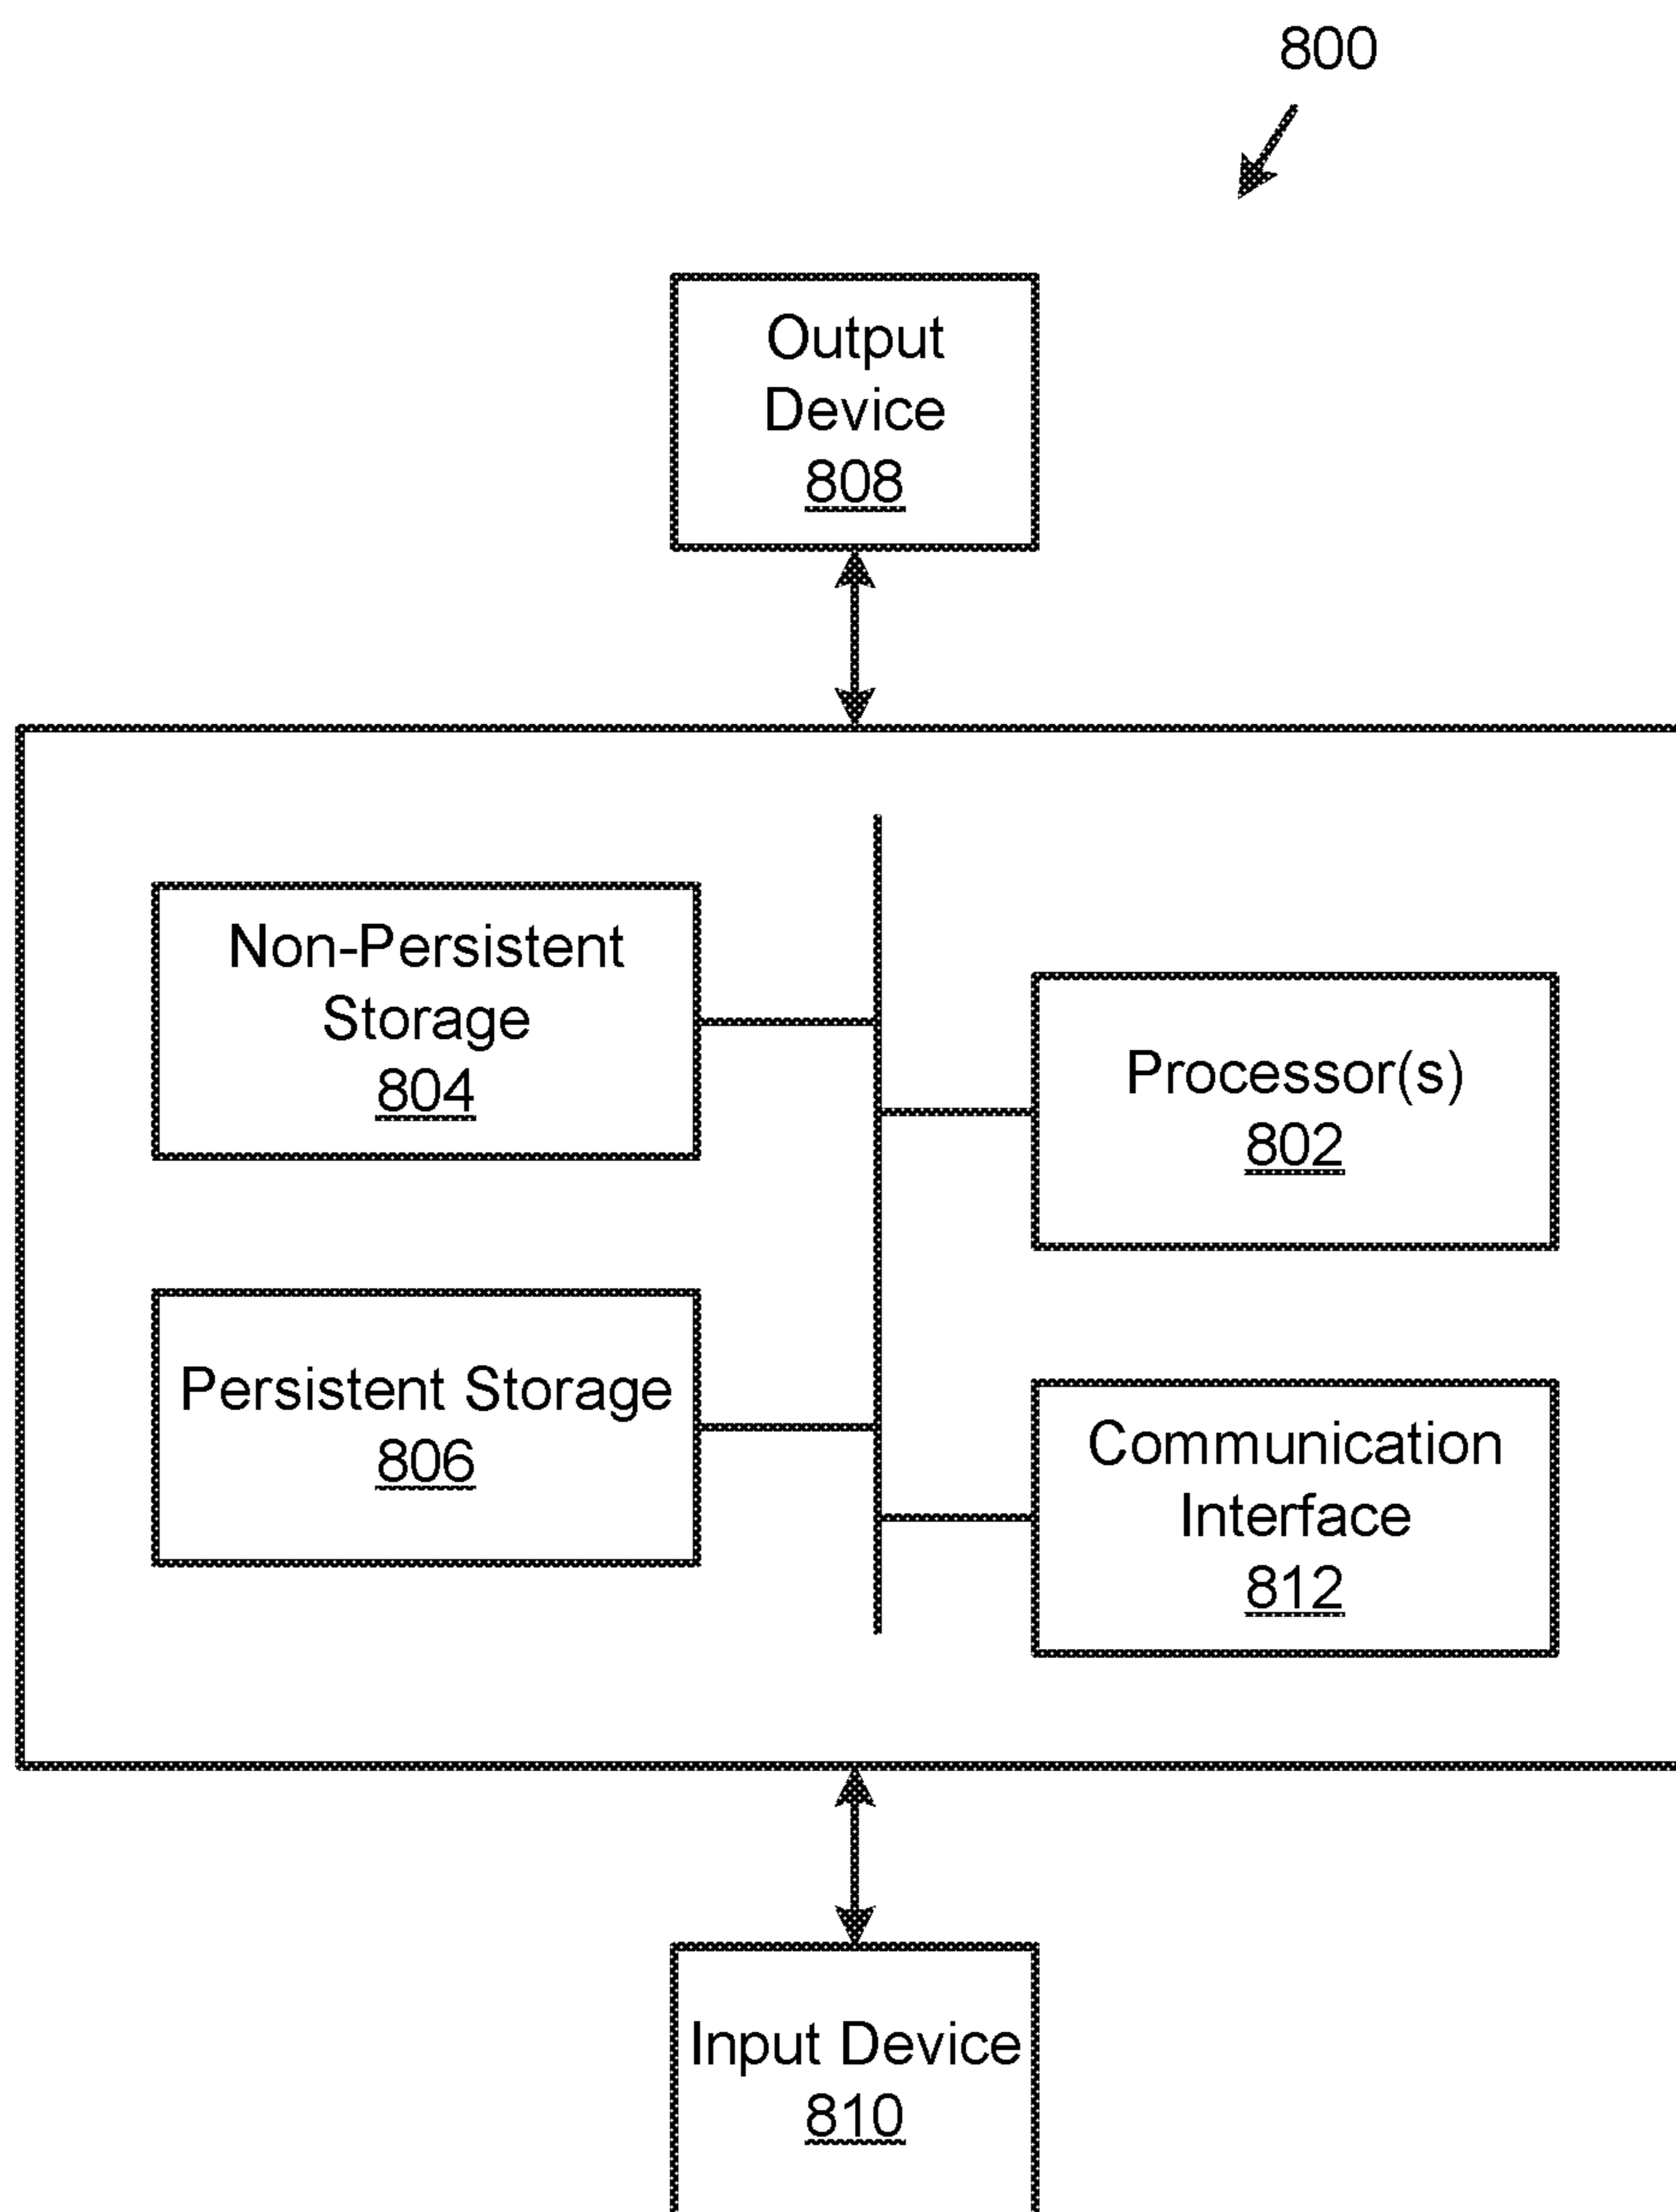 800
Output
Device
808
Non-Persistent
Storage
804
Processor(s)
802
Persistent Storage
806
Communication
Interface
812
Input Device
810